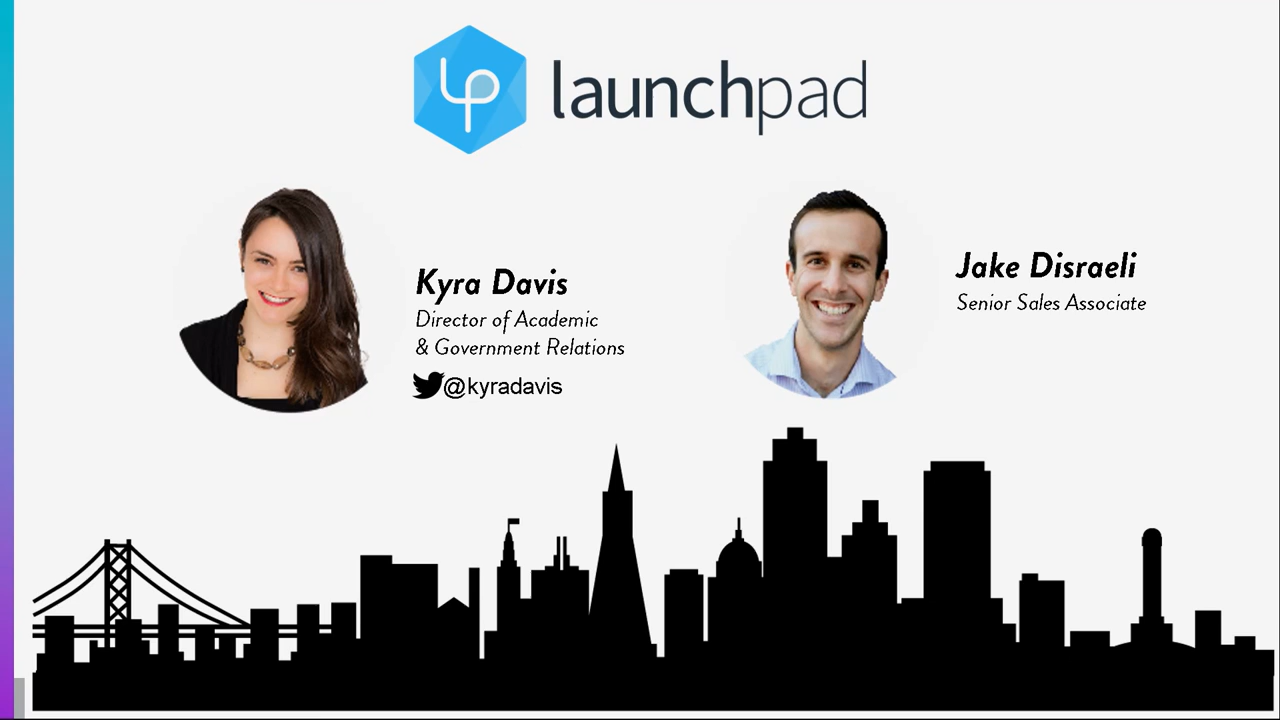 launchpad
Kyra Davis
Director of Academic
& Government Relations
@kyradavis
Jake Disraeli
Senior Sales Associate